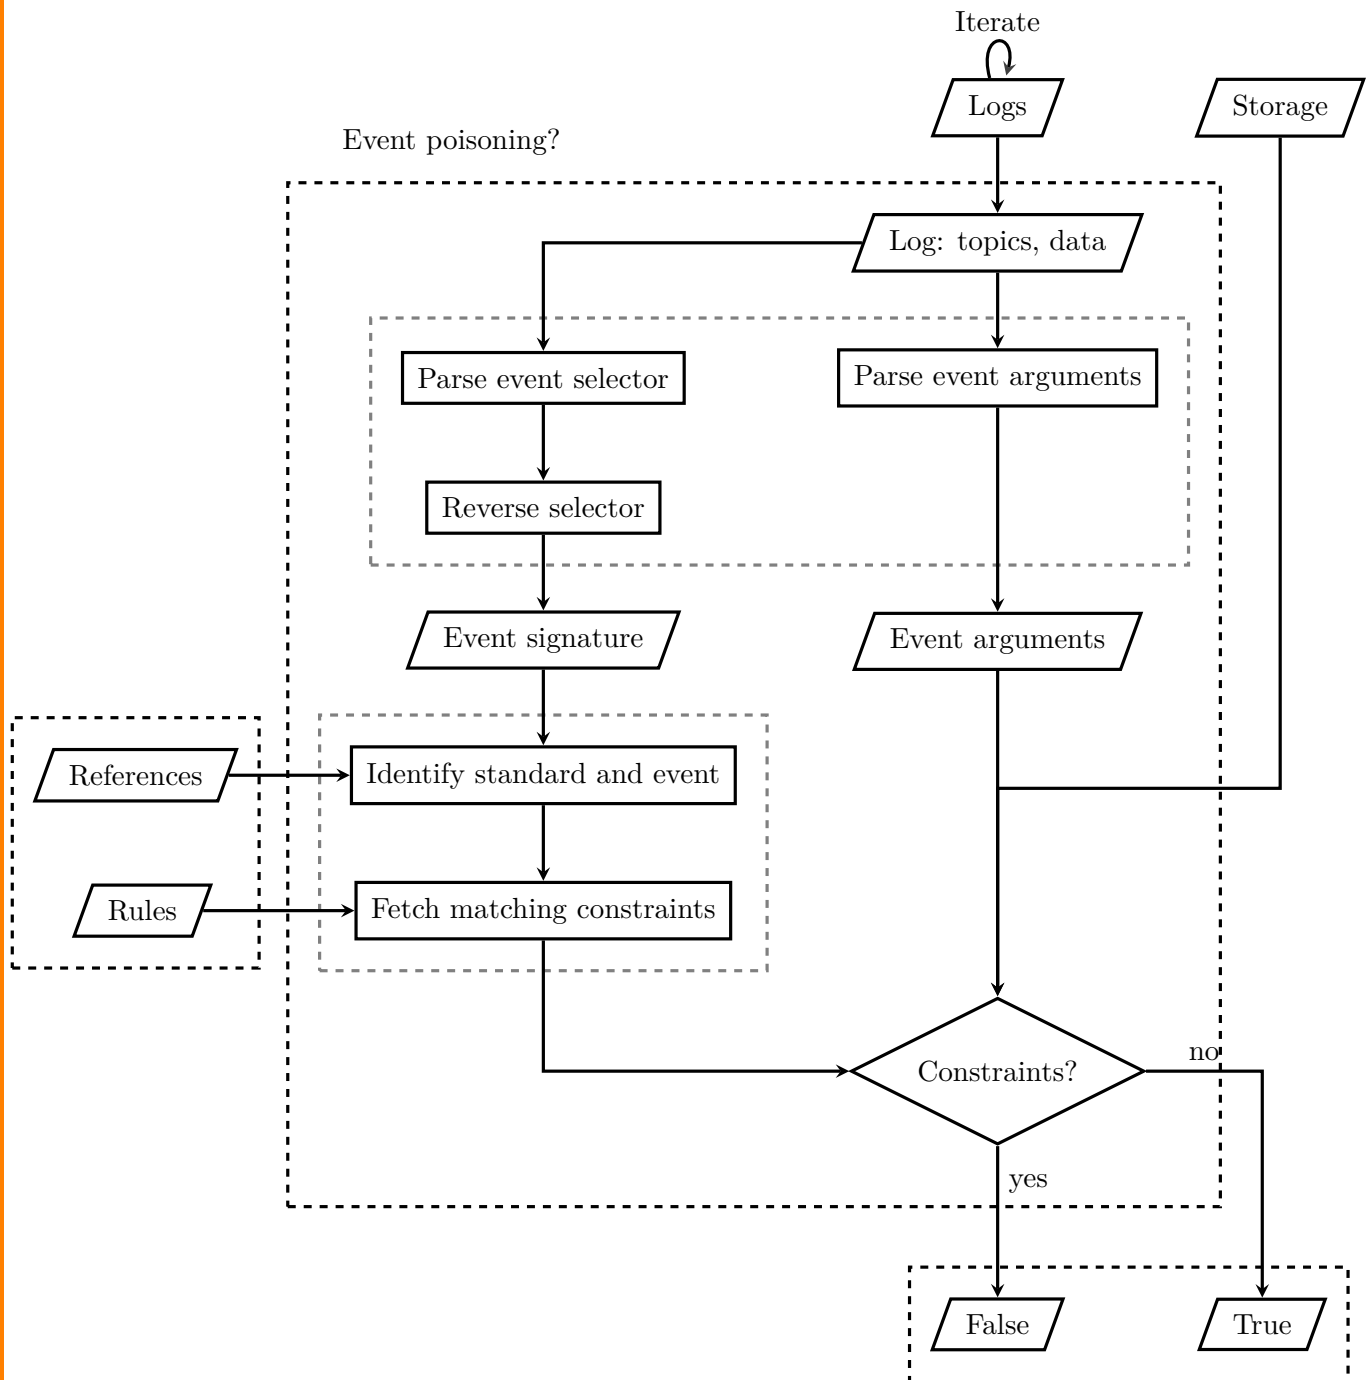 Iterate
Logs
Storage
Event poisoning?
Log: topics, data
Parse event selector
Parse event arguments
Reverse selector
Event signature
Event arguments
References
Identify standard and event
Rules
Fetch matching constraints
Constraints?
no
yes
False
True